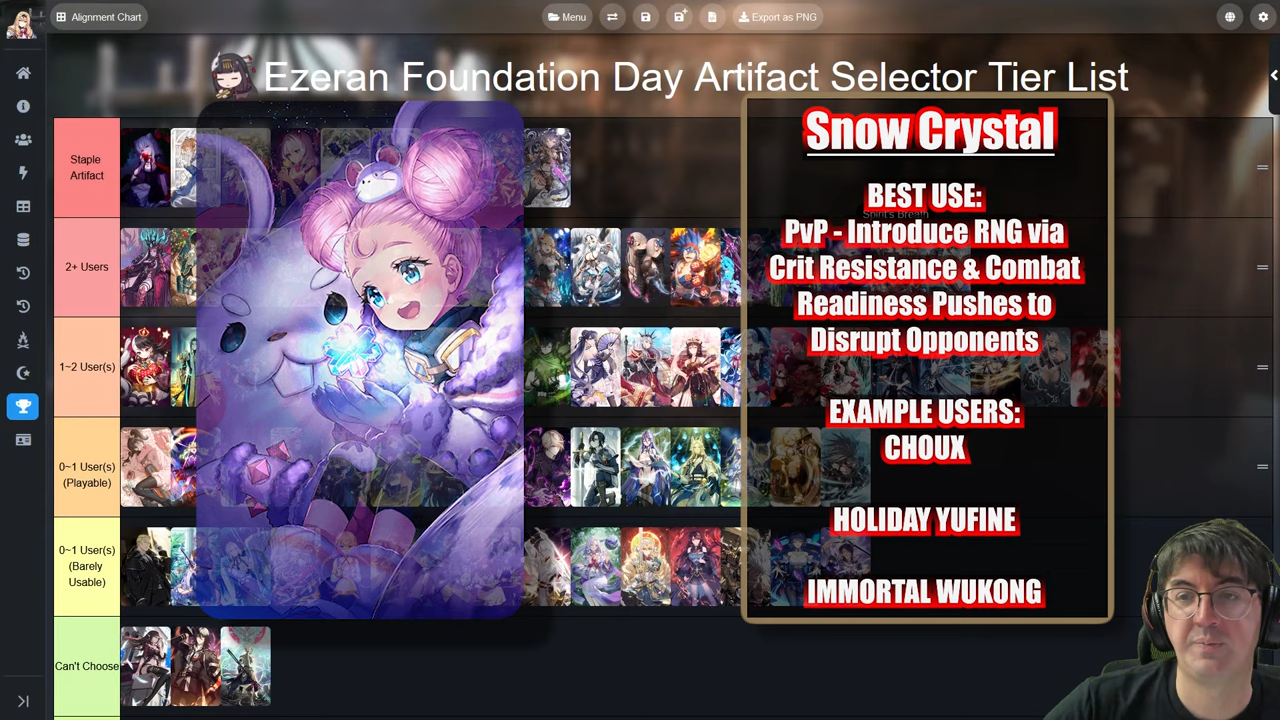 Alignment Chart
Menu
Export as PNG
Ezeran Foundation Day Artifact Selector Tier List
Staple
Artifact
2+ Users
1~2 User(s)
0~1 User(s)
(Playable)
0~1 User(s)
(Barely
Usable)
Can't Choose
Snow Crystal
Spirit's Breath
BEST USE:
PvP - Introduce RNG via
Crit Resistance & Combat
Readiness Pushes to
Disrupt Opponents
EXAMPLE USERS:
CHOUX
HOLIDAY YUFINE
IMMORTAL WUKONG